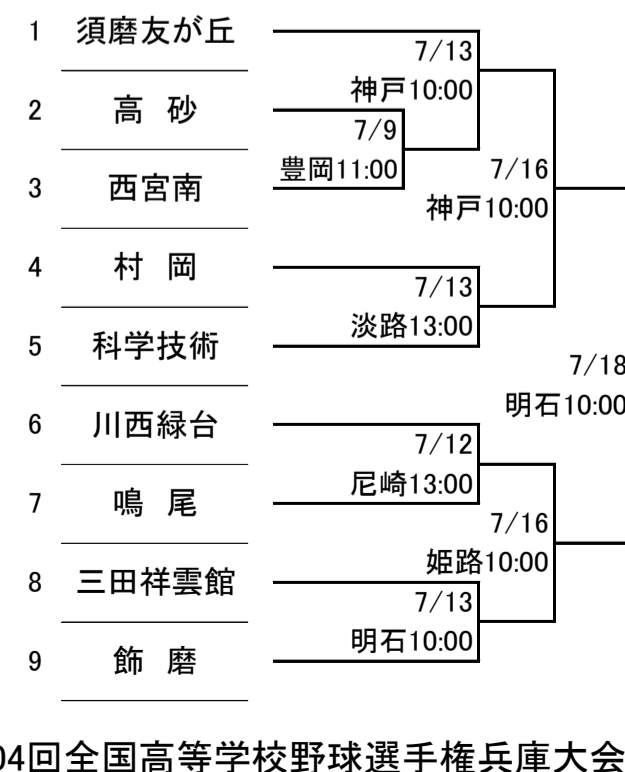 1 須磨友が丘
7/13
神戸10:00
2 高 砂
7/9
豊岡11:00
3 西宮南
7/16
神戸10:00
4 村 岡
7/13
淡路13:00
5 科学技術
7/18
明石10:00
6 川西緑台
7/12
尼崎13:00
7 鳴 尾
7/16
姫路10:00
8 三田祥雲館
7/13
明石10:00
9 飾 磨
04回全国高等学校野球選手権兵庫大会